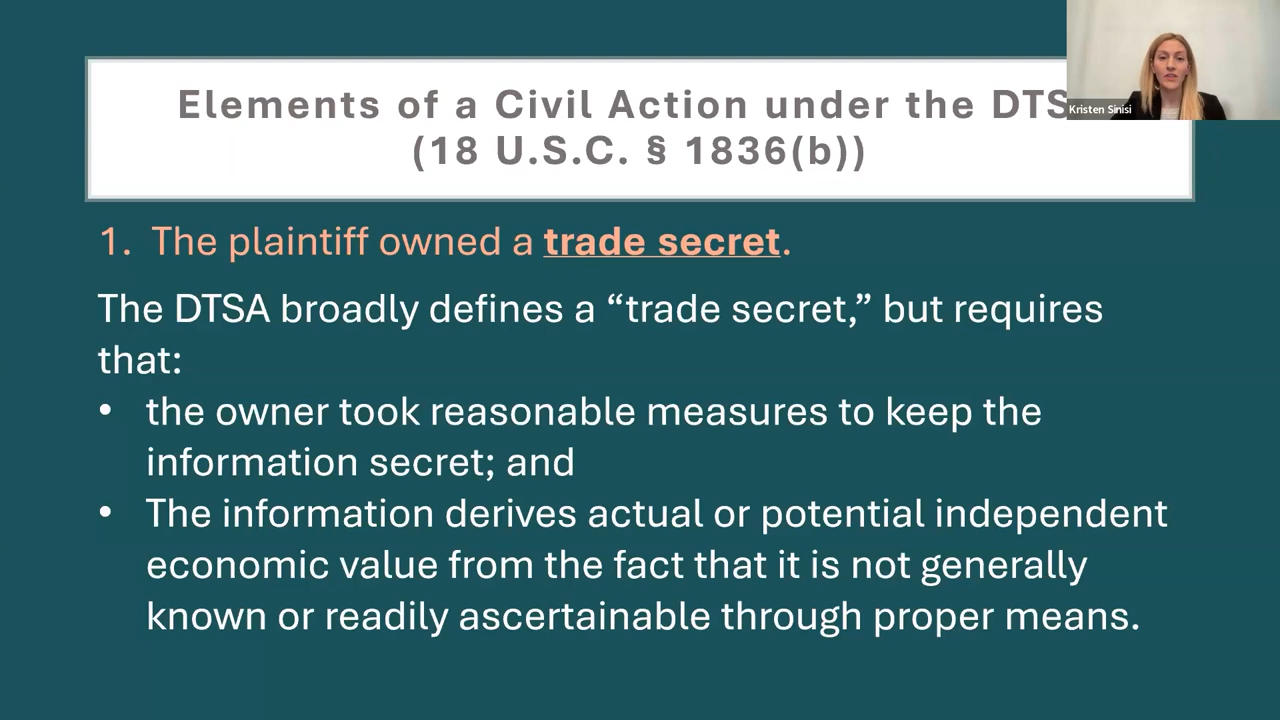 Elements of a Civil Action under the DTS
(18 U.S.C. § 1836(b))
Kristen Sinisi
1. The plaintiff owned a trade secret.
The DTSA broadly defines a “trade secret,” but requires
that:
• the owner took reasonable measures to keep the
information secret; and
• The information derives actual or potential independent
economic value from the fact that it is not generally
known or readily ascertainable through proper means.